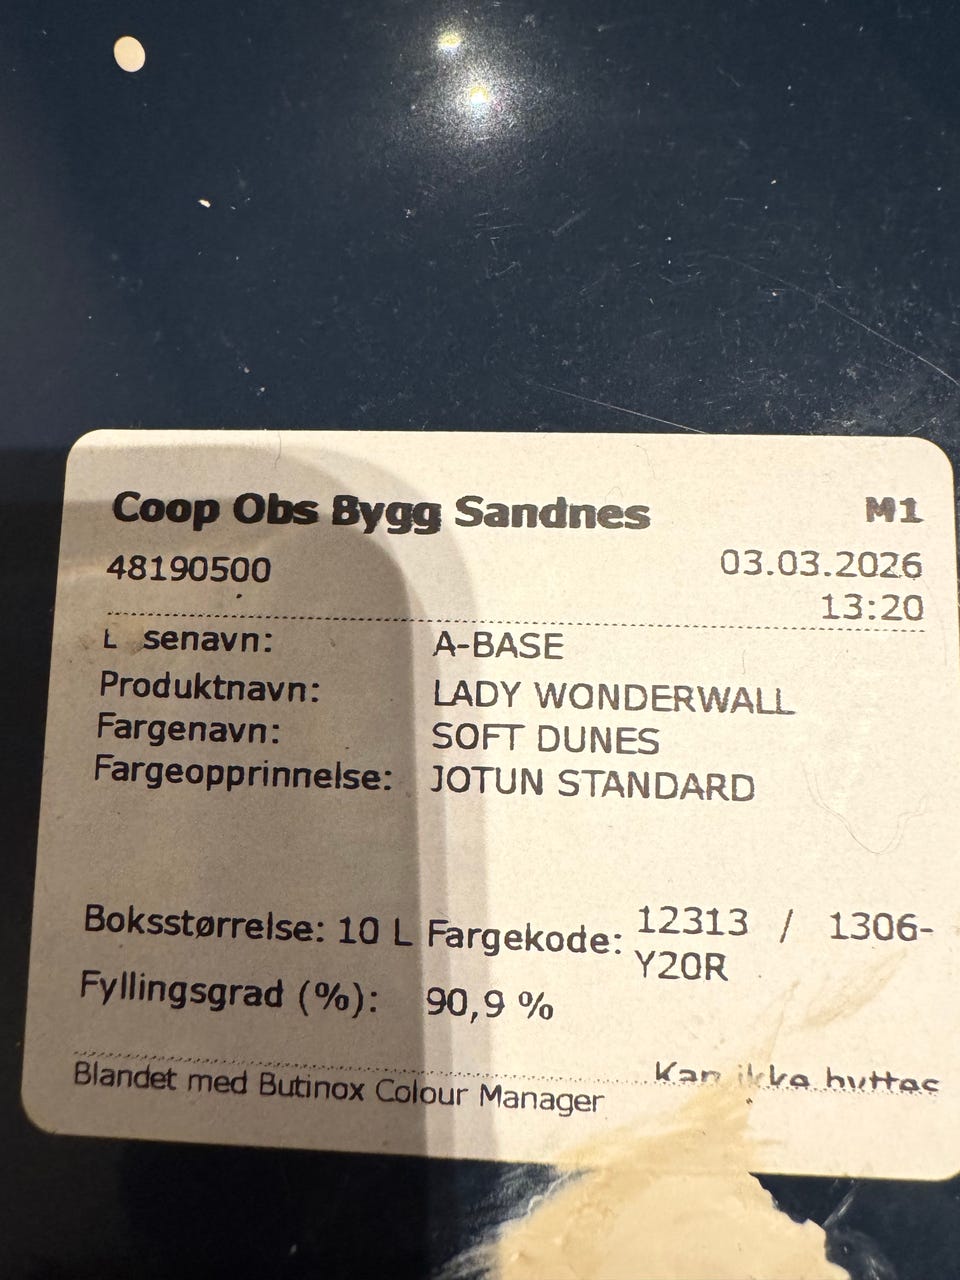 Coop Obs Bygg Sandnes M1
48190500 03.03.2026
13:20
A-BASE
Produktnavn: LADY WONDERWALL
Fargenavn: SOFT DUNES
Fargeopprinnelse: JOTUN STANDARD
Boksstørrelse: 10 L Fargekode: 12313 / 1306-
Y20R
Fyllingsgrad (%): 90,9 %
Kan ikke byttes
Blandet med Butinox Colour Manager